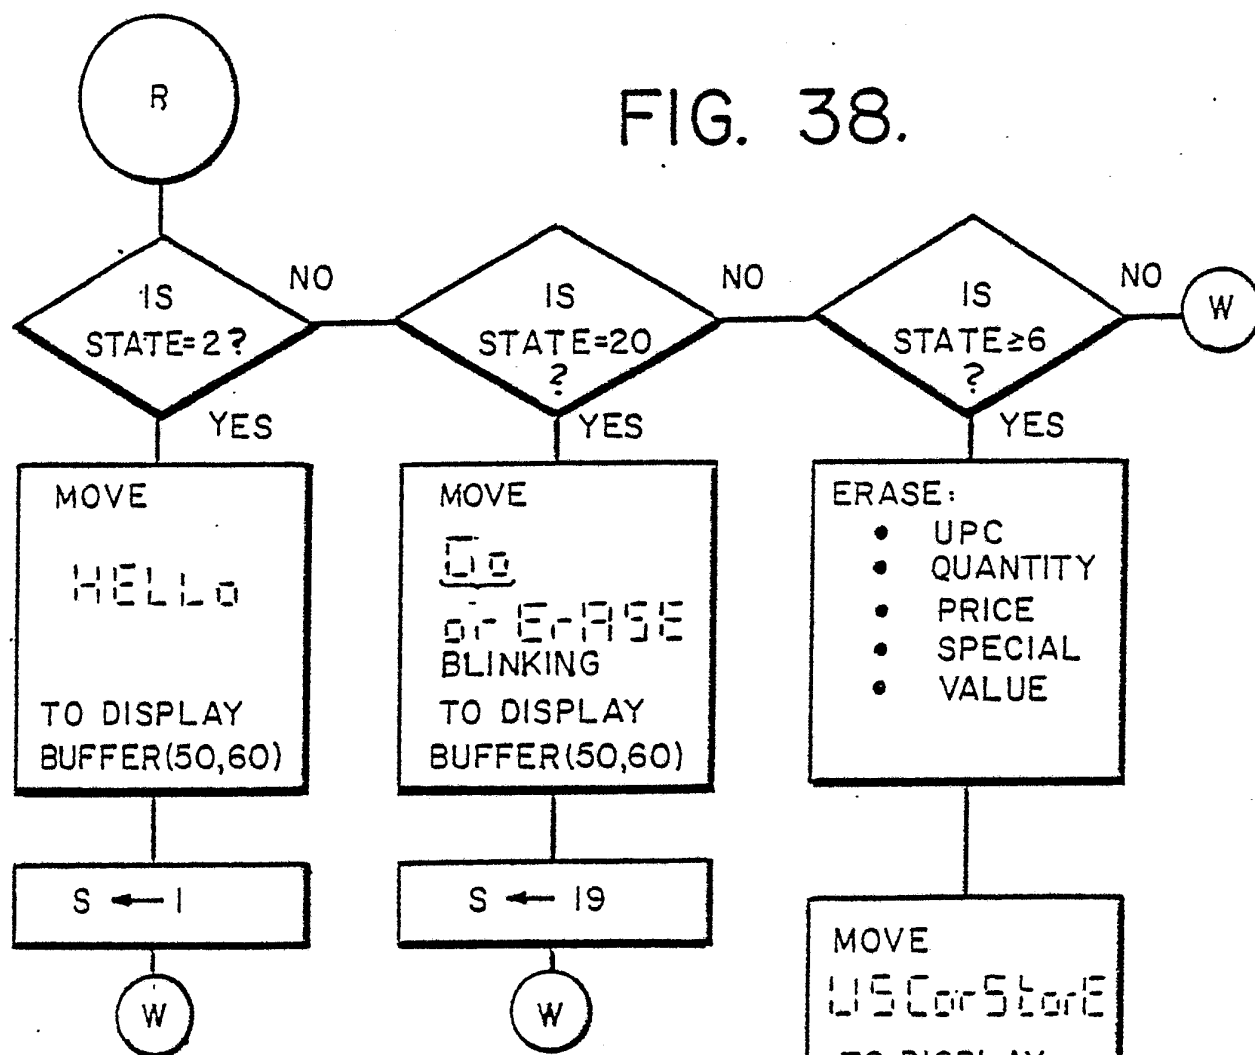 R
FIG. 38.
IS
STATE=2?
NO
YES
IS
STATE=20
?
NO
YES
IS
STATE≥6
?
NO
YES
W
MOVE
HELLo
TO DISPLAY
BUFFER(50,60)
S ← 1
W
MOVE
Go
or ErASE
BLINKING
TO DISPLAY
BUFFER(50,60)
S ← 19
W
ERASE:
• UPC
• QUANTITY
• PRICE
• SPECIAL
• VALUE
MOVE
USCorStorE
TO DISPLAY